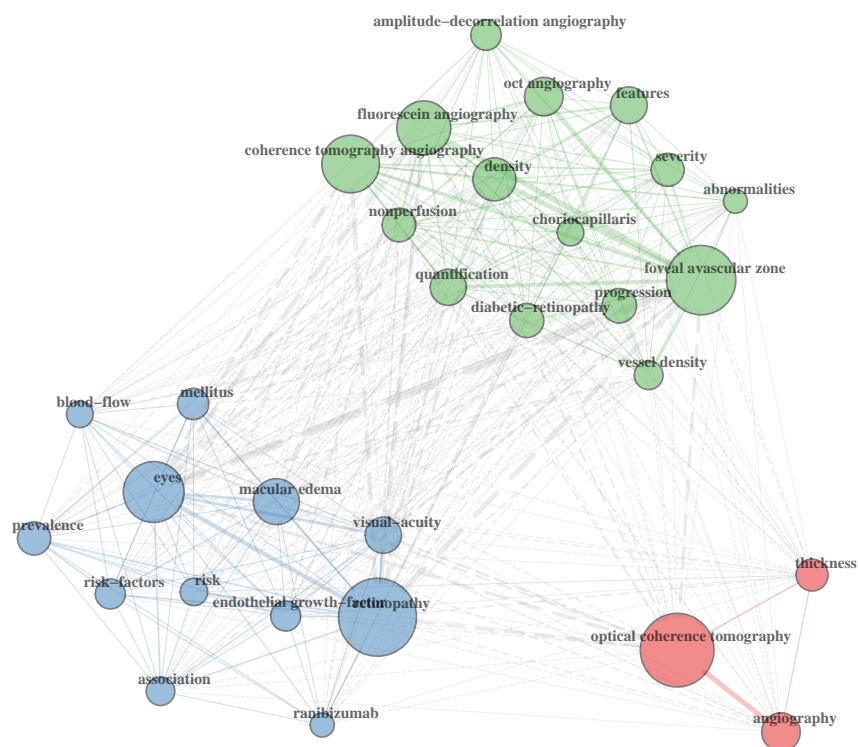 amplitude−decorrelation angiography
oct angiography
features
fluorescein angiography
coherence tomography angiography
severity
density
abnormalities
nonperfusion
choriocapillaris
foveal avascular zone
quantification
progression
diabetic−retinopathy
vessel density
mellitus
blood−flow
eyes
macular edema
visual−acuity
prevalence
thickness
risk−factors
risk
endothelial growth−factor
retinopathy
optical coherence tomography
association
ranibizumab
angiography